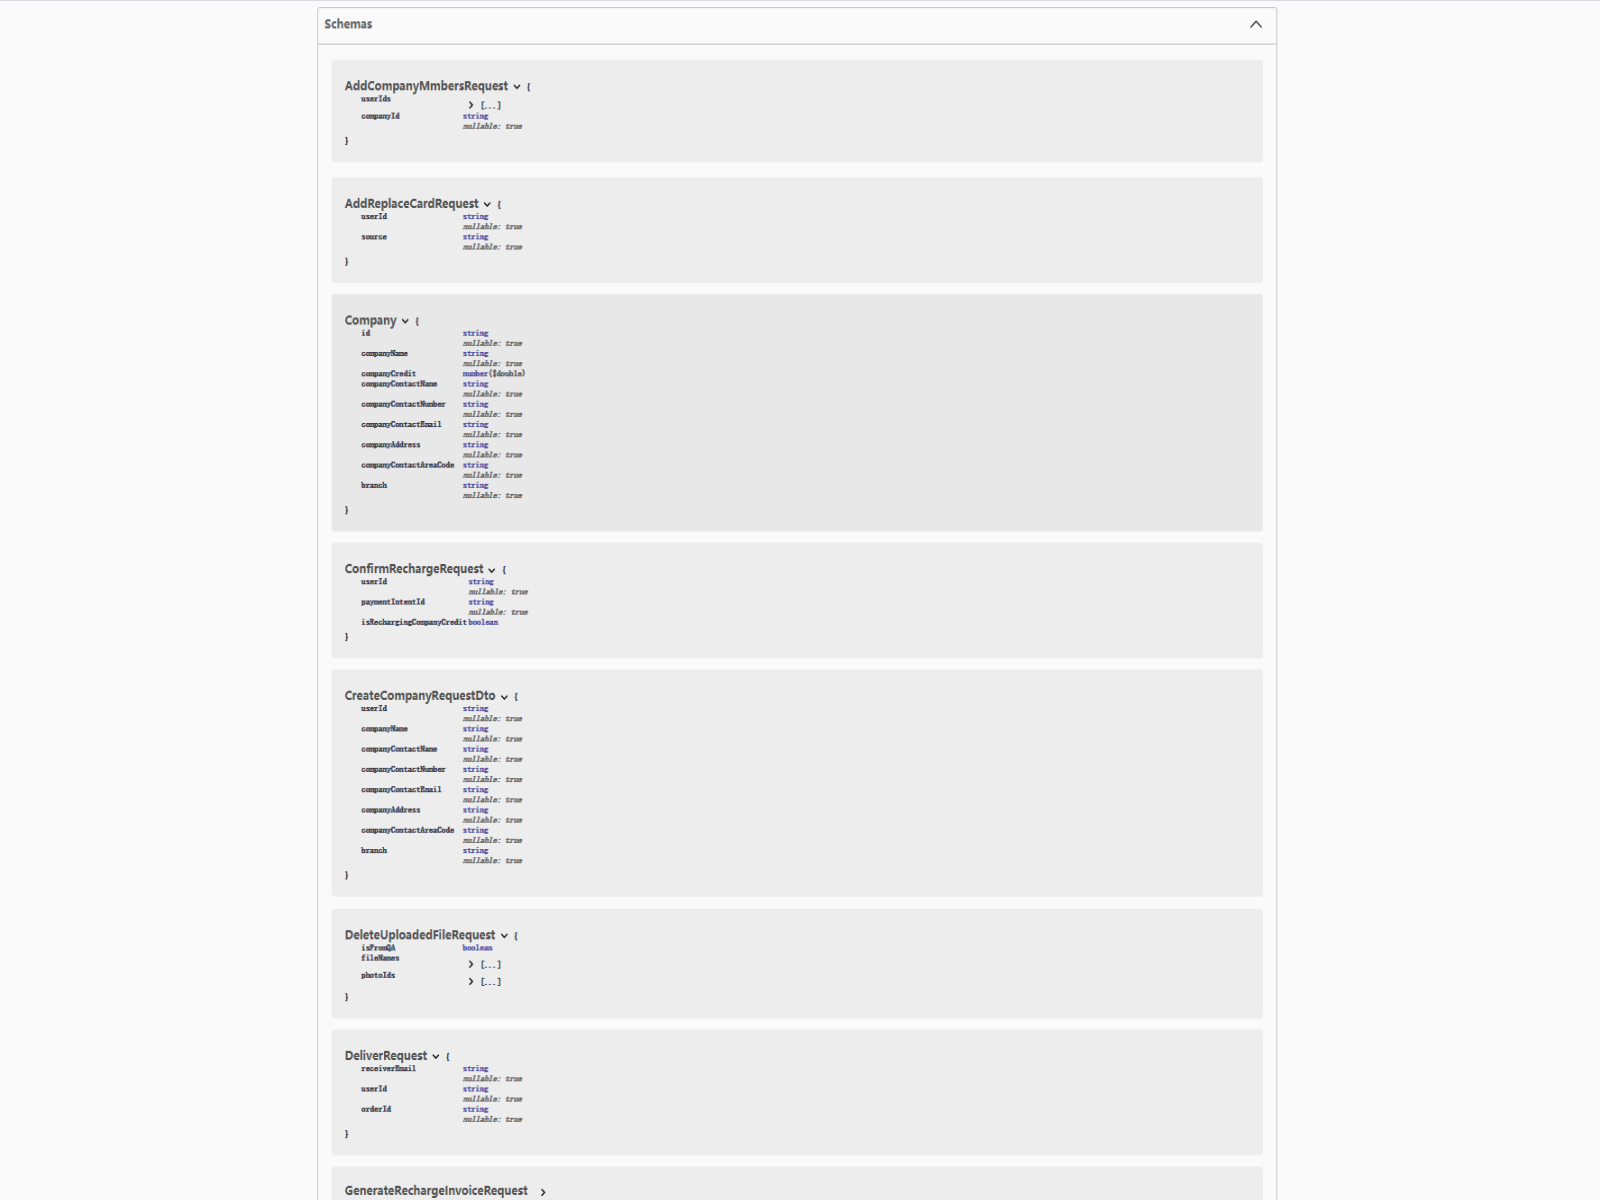 Schemas
AddCompanyMmbersRequest {
userIds [...]
companyId string
nullable: true
}
AddReplaceCardRequest {
userId string
nullable: true
source string
nullable: true
}
Company {
id string
nullable: true
companyName string
nullable: true
companyCredit number($double)
companyContactName string
nullable: true
companyContactNumber string
nullable: true
companyContactEmail string
nullable: true
companyAddress string
nullable: true
companyContactAreaCode string
nullable: true
branch string
nullable: true
}
ConfirmRechargeRequest {
userId string
nullable: true
paymentIntentId string
nullable: true
isRechargingCompanyCredit boolean
}
CreateCompanyRequestDto {
userId string
nullable: true
companyName string
nullable: true
companyContactName string
nullable: true
companyContactNumber string
nullable: true
companyContactEmail string
nullable: true
companyAddress string
nullable: true
companyContactAreaCode string
nullable: true
branch string
nullable: true
}
DeleteUploadedFileRequest {
isFromQA boolean
fileNames [...]
photoIds [...]
}
DeliverRequest {
receiverEmail string
nullable: true
userId string
nullable: true
orderId string
nullable: true
}
GenerateRechargeInvoiceRequest